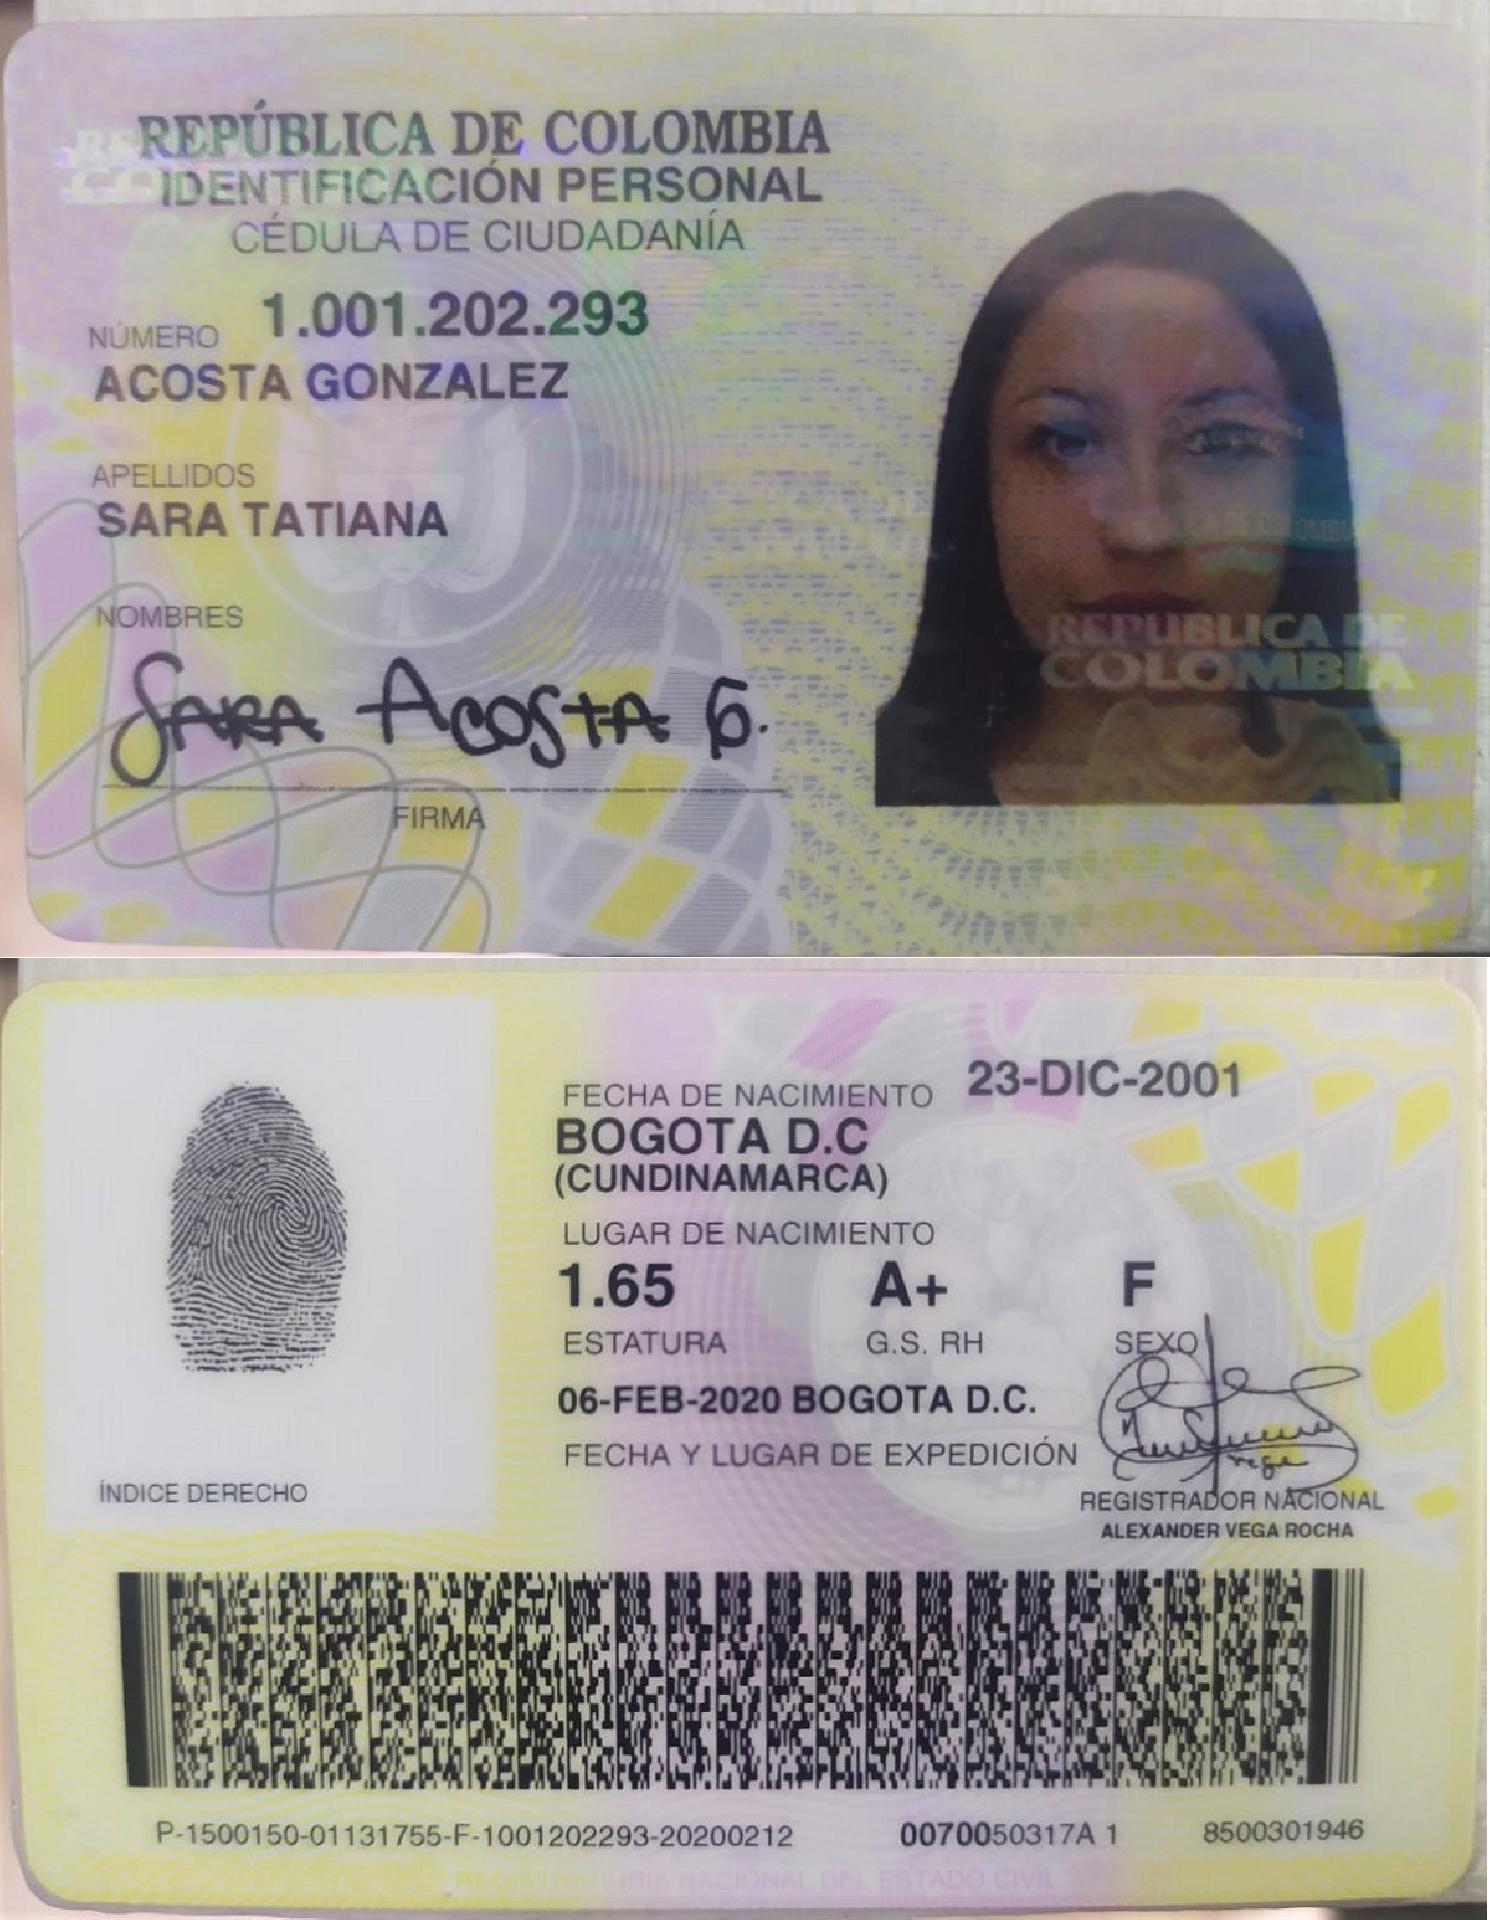 REPÚBLICA DE COLOMBIA
IDENTIFICACIÓN PERSONAL
CÉDULA DE CIUDADANÍA
NÚMERO 1.001.202.293
ACOSTA GONZALEZ
APELLIDOS
SARA TATIANA
NOMBRES
SARA ACOSTA G.
FIRMA
REPUBLICA DE
COLOMBIA
FECHA DE NACIMIENTO 23-DIC-2001
BOGOTA D.C
(CUNDINAMARCA)
LUGAR DE NACIMIENTO
1.65 A+ F
ESTATURA G.S. RH SEXO
06-FEB-2020 BOGOTA D.C.
FECHA Y LUGAR DE EXPEDICIÓN
ÍNDICE DERECHO
REGISTRADOR NACIONAL
ALEXANDER VEGA ROCHA
P-1500150-01131755-F-1001202293-20200212 0070050317A 1 8500301946
REGISTRADURIA NACIONAL DEL ESTADO CIVIL